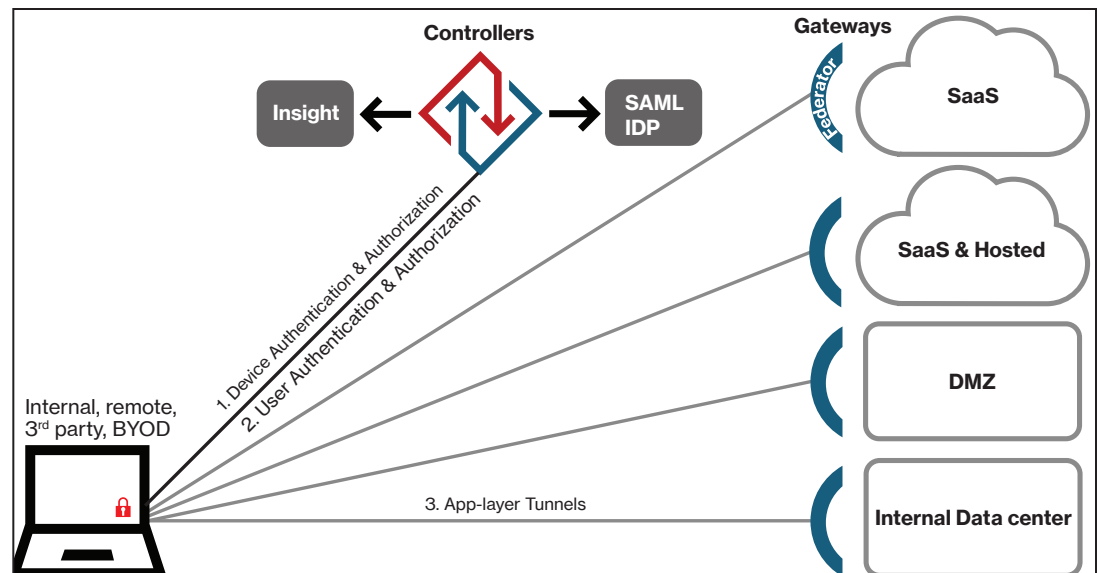 Controllers
Gateways
Insight
SAML
IDP
Federator
SaaS
SaaS & Hosted
DMZ
Internal Data center
1. Device Authentication & Authorization
2. User Authentication & Authorization
3. App-layer Tunnels
Internal, remote,
3rd party, BYOD